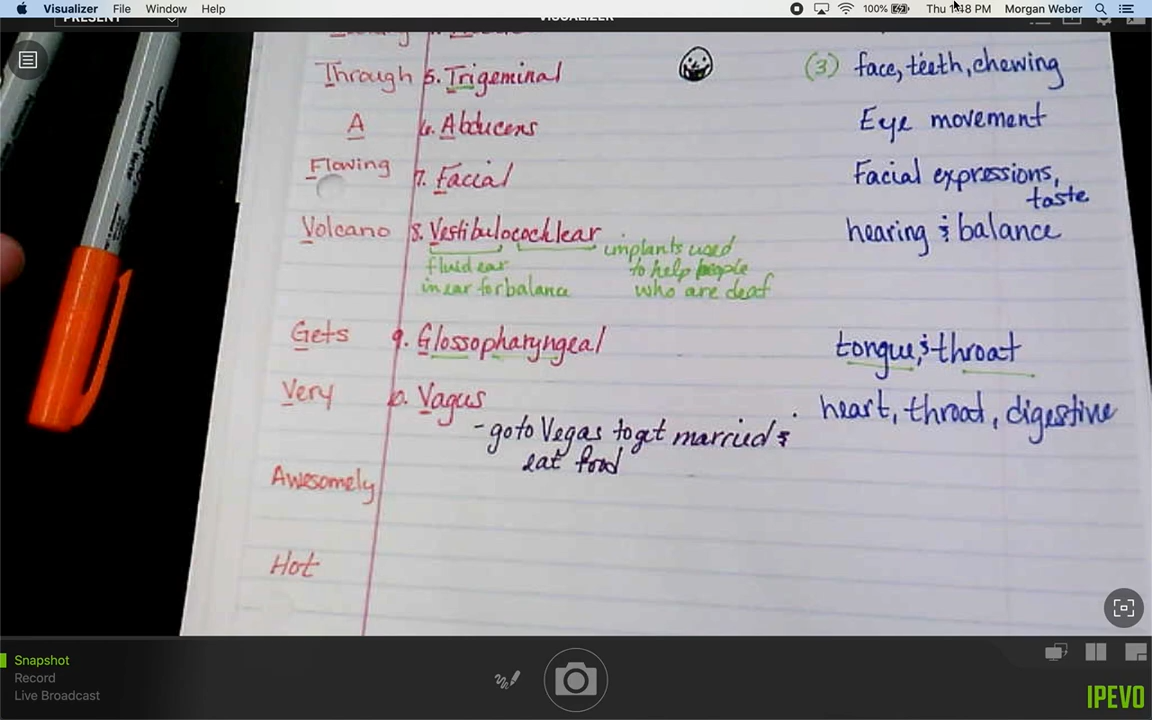 Visualizer File Window Help 100% Thu 1:48 PM Morgan Weber
PRESENT VISUALIZER
Through 5. Trigeminal (3) face, teeth, chewing
A 6. Abducens Eye movement
Flowing 7. Facial Facial expressions,
taste
Volcano 8. Vestibulocochlear hearing & balance
implants used
fluid ear to help people
in ear for balance who are deaf
Gets 9. Glossopharyngeal tongue, & throat
Very 10. Vagus heart, throat, digestive
- go to Vegas to get married &
eat food
Awesomely
Hot
Snapshot
Record
Live Broadcast
IPEVO